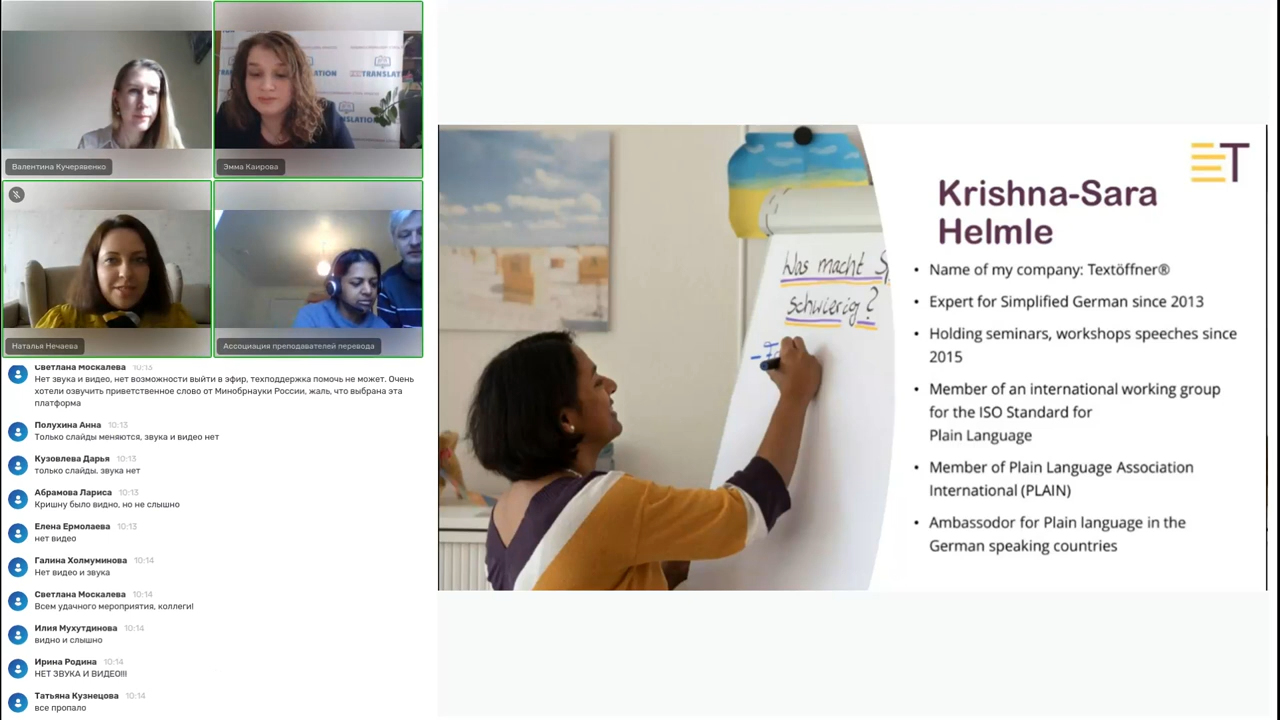 Валентина Кучерявенко
Эмма Каирова
Наталья Нечаева
Ассоциация преподавателей перевода
Светлана Москалева 10:13
Нет звука и видео, нет возможности выйти в эфир, техподдержка помочь не может. Очень
хотели озвучить приветственное слово от Минобрнауки России, жаль, что выбрана эта
платформа
Полухина Анна 10:13
Только слайды меняются, звука и видео нет
Кузовлева Дарья 10:13
только слайды. звука нет
Абрамова Лариса 10:13
Кришну было видно, но не слышно
Елена Ермолаева 10:13
нет видео
Галина Холмуминова 10:14
Нет видео и звука
Светлана Москалева 10:14
Всем удачного мероприятия, коллеги!
Илия Мухутдинова 10:14
видно и слышно
Ирина Родина 10:14
НЕТ ЗВУКА И ВИДЕО!!!
Татьяна Кузнецова 10:14
все пропало
Was macht
schwierig?
T
Krishna-Sara
Helmle
• Name of my company: Textöffner®
• Expert for Simplified German since 2013
• Holding seminars, workshops speeches since
2015
• Member of an international working group
for the ISO Standard for
Plain Language
• Member of Plain Language Association
International (PLAIN)
• Ambassodor for Plain language in the
German speaking countries